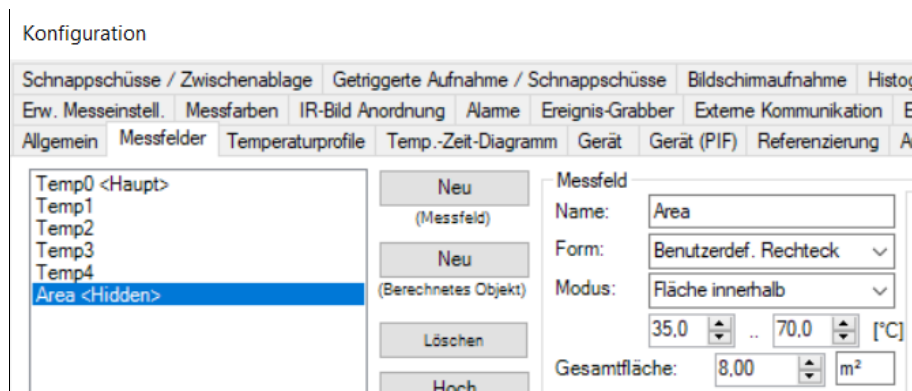 Konfiguration
Schnappschüsse / Zwischenablage Getriggerte Aufnahme / Schnappschüsse Bildschirmaufnahme
Erw. Messeinstell. Messfarben IR-Bild Anordnung Alarme Ereignis-Grabber Externe Kommunikation
Allgemein Messfelder Temperaturprofile Temp.-Zeit-Diagramm Gerät Gerät (PIF) Referenzierung
Temp0 <Haupt>
Temp1
Temp2
Temp3
Temp4
Area <Hidden>
Neu
(Messfeld)
Neu
(Berechnetes Objekt)
Löschen
Hoch
Messfeld
Name: Area
Form: Benutzerdef. Rechteck
Modus: Fläche innerhalb
35,0 .. 70,0 [°C]
Gesamtfläche: 8,00 m²